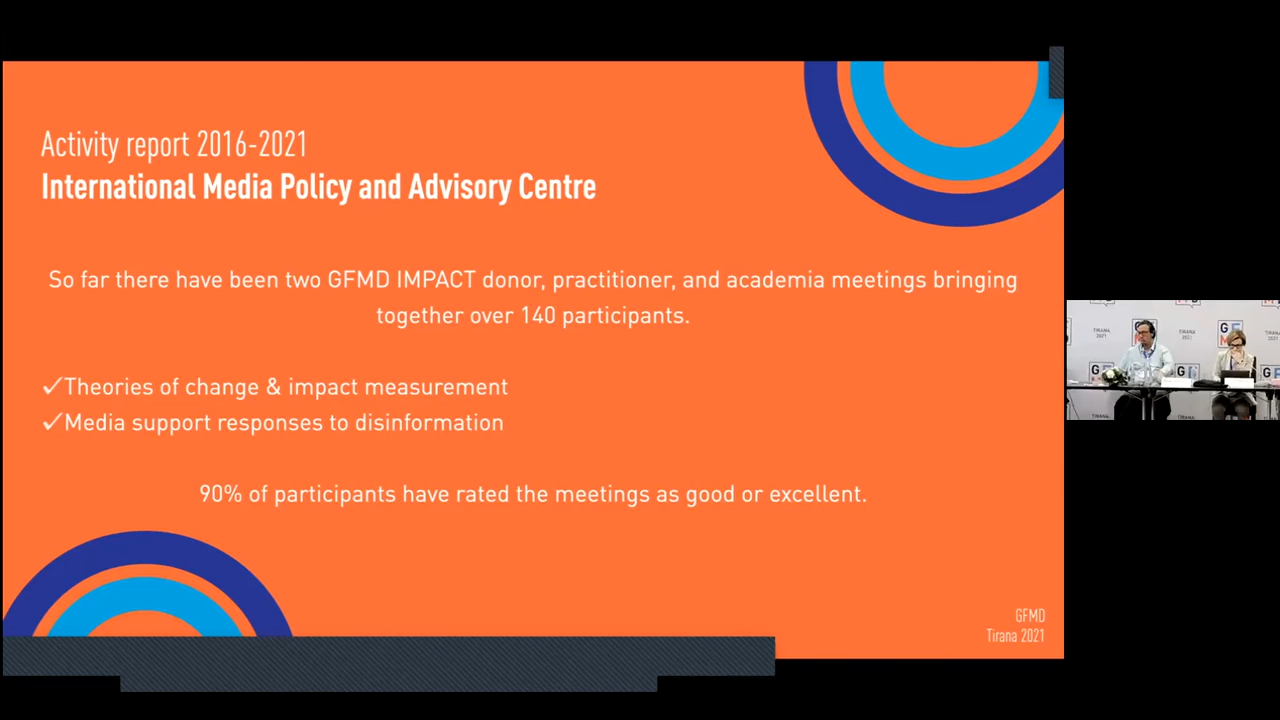 Activity report 2016-2021
International Media Policy and Advisory Centre
So far there have been two GFMD IMPACT donor, practitioner, and academia meetings bringing
together over 140 participants.
✓Theories of change & impact measurement
✓Media support responses to disinformation
90% of participants have rated the meetings as good or excellent.
GFMD
Tirana 2021
TIRANA
2021